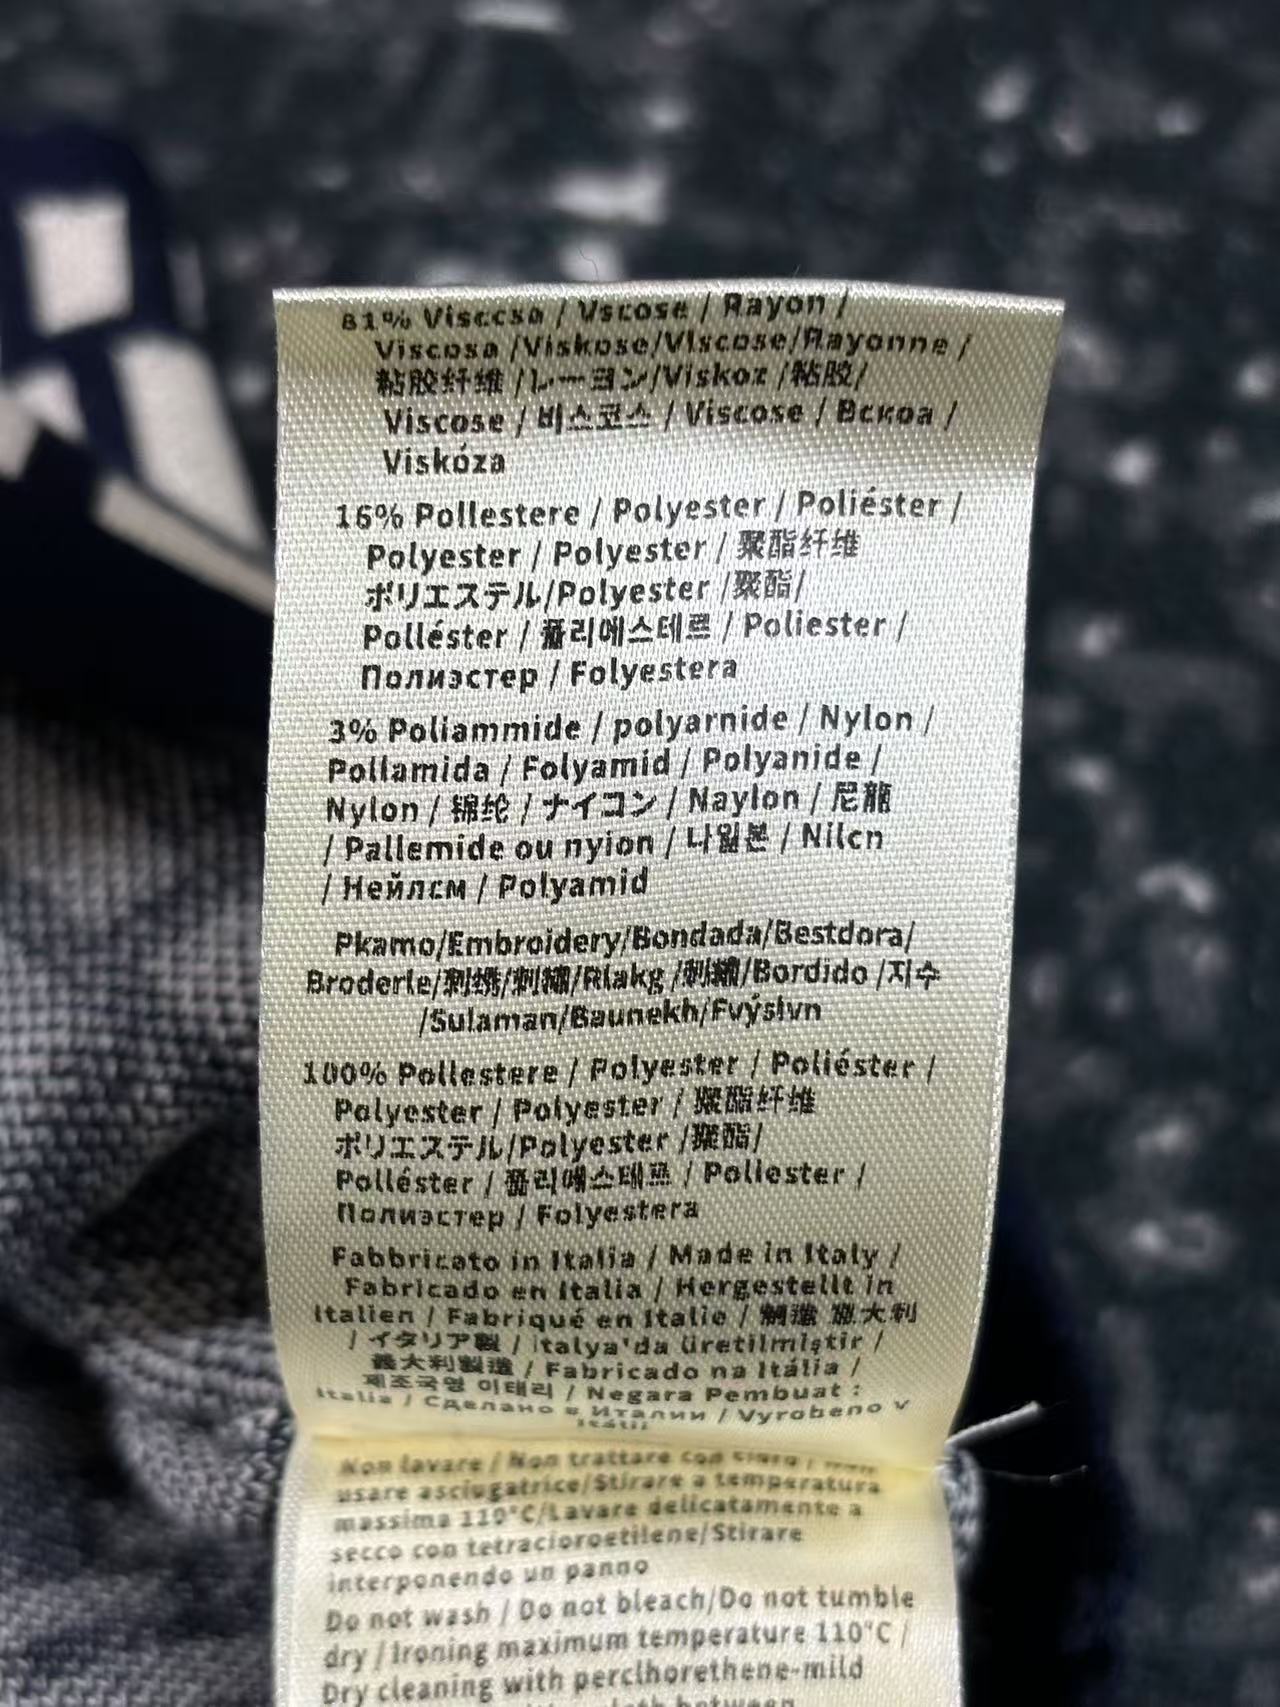 81% Visccsa / Vscose / Rayon /
Viscosa /Viskose/Viscose/Rayonne /
粘胶纤维 /レーヨン/Viskoz /粘胶/
Viscose / 비스코스 / Viscose / Вскоа /
Viskóza
16% Pollestere / Polyester / Poliéster /
Polyester / Polyester / 聚酯纤维
ポリエステル/Polyester /聚酯/
Polléster / 폴리에스테르 / Poliester /
Полиэстер / Folyestera
3% Poliammide / polyarnide / Nylon /
Pollamida / Folyamid / Polyanide /
Nylon / 锦纶 / ナイコン / Naylon / 尼龍
/ Pallemide ou nyion / 나일본 / Nilcn
/ Нейлсм / Polyamid
Pkamo/Embroidery/Bondada/Bestdora/
Broderle/刺绣/刺繡/Rlakg /刺繡/Bordido /지수
/Sulaman/Baunekh/Fvýslvn
100% Pollestere / Polyester / Poliéster /
Polyester / Polyester / 聚酯纤维
ポリエステル/Polyester /聚酯/
Polléster / 폴리에스테르 / Poliester /
Полиэстер / Folyestera
Fabbricato in Italia / Made in Italy /
Fabricado en Italia / Hergestellt in
Italien / Fabriqué en Italie / 制造 意大利
/ イタリア製 / italya'da üretilmiştir /
義大利製造 / Fabricado na Itália /
제조국명 이태리 / Negara Pembuat :
Italia / Сделано в Италии / Vyrobeno v
Itálii
Non lavare / Non trattare con cloro / Non
usare asciugatrice/Stirare a temperatura
massima 110°C/Lavare delicatamente a
secco con tetracioroetilene/Stirare
interponendo un panno
Do not wash / Do not bleach/Do not tumble
dry / Ironing maximum temperature 110°C /
Dry cleaning with perclhorethene-mild
cloth between